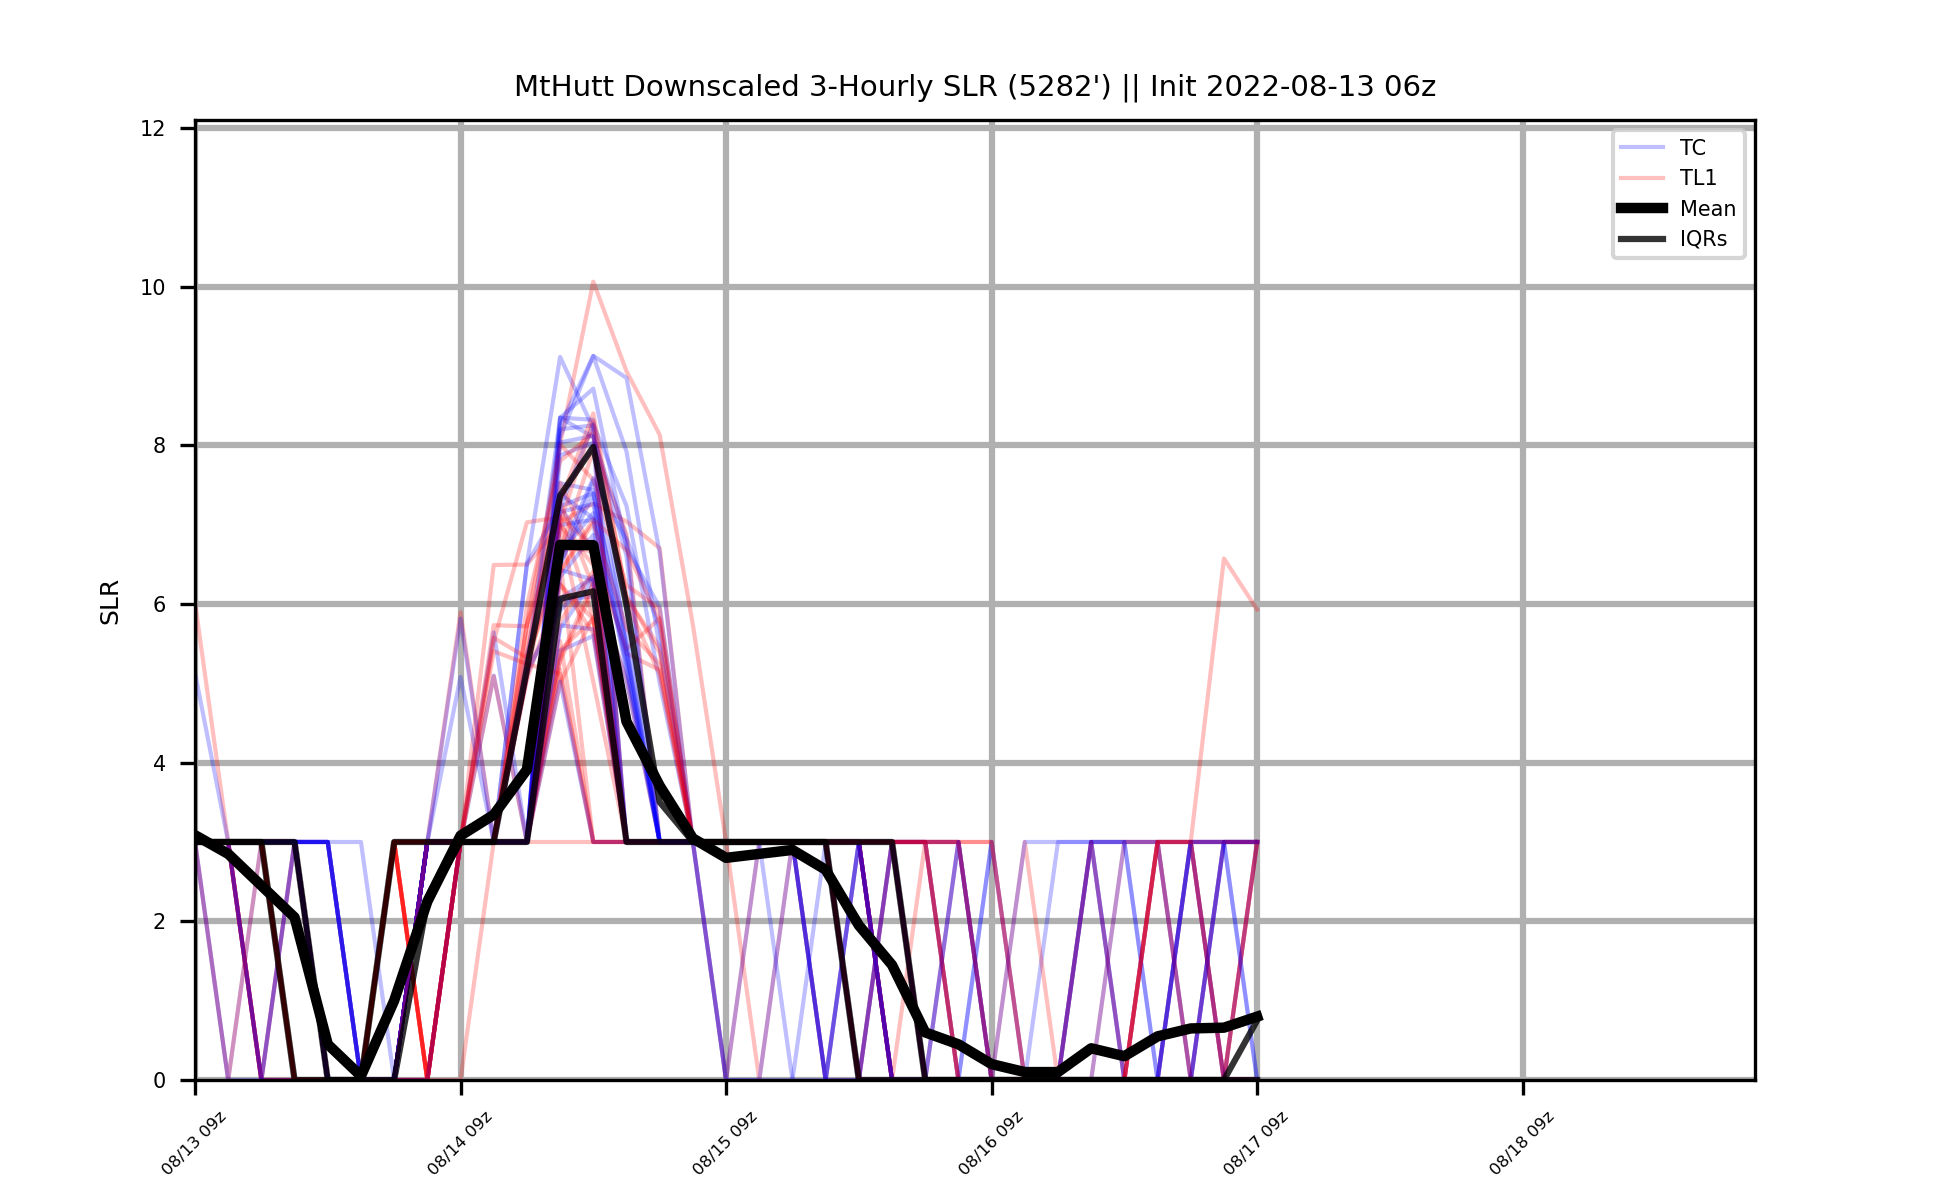 MtHutt Downscaled 3-Hourly SLR (5282') || Init 2022-08-13 06z
TC
TL1
Mean
IQRs
SLR
12
10
8
6
4
2
0
08/13 09z
08/14 09z
08/15 09z
08/16 09z
08/17 09z
08/18 09z